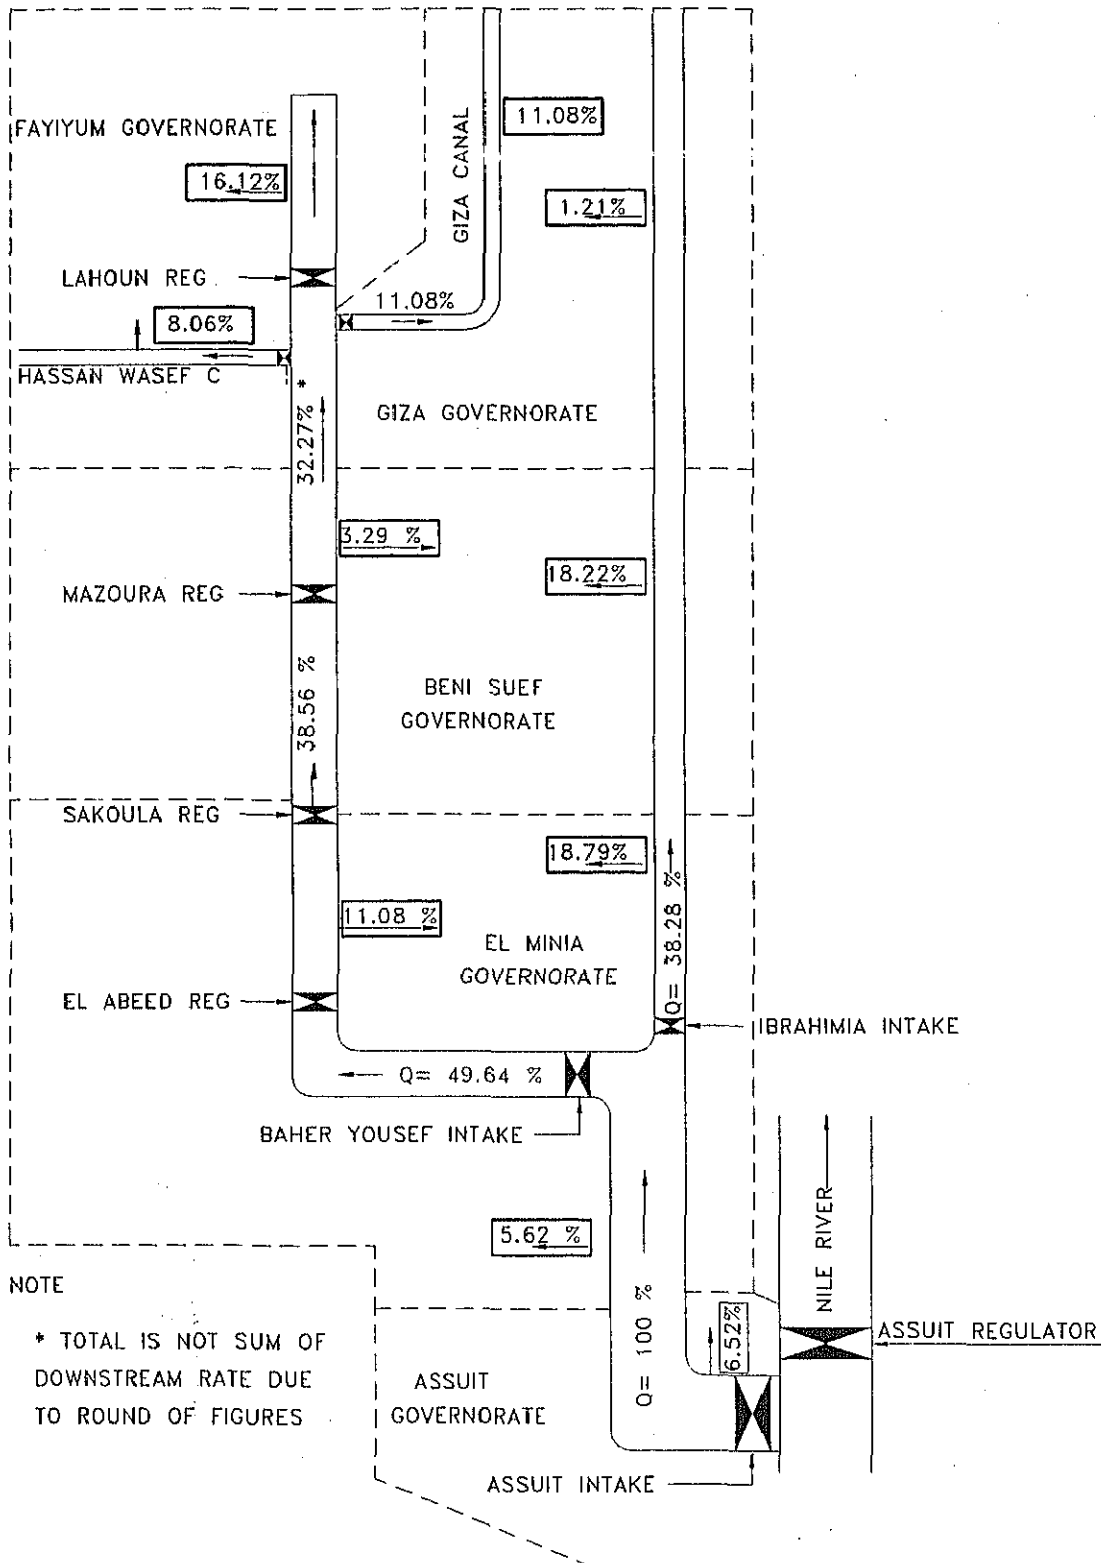 11.08%
FAYIYUM GOVERNORATE
GIZA CANAL
16.12%
1.21%
LAHOUN REG
11.08%
8.06%
HASSAN WASEF C
32.27% *
GIZA GOVERNORATE
3.29 %
18.22%
MAZOURA REG
38.56 %
BENI SUEF
GOVERNORATE
SAKOULA REG
18.79%
11.08 %
Q= 38.28 %
EL MINIA
GOVERNORATE
EL ABEED REG
IBRAHIMIA INTAKE
Q= 49.64 %
BAHER YOUSEF INTAKE
5.62 %
NILE RIVER
NOTE
* TOTAL IS NOT SUM OF
DOWNSTREAM RATE DUE
TO ROUND OF FIGURES
Q= 100 %
6.52%
ASSUIT REGULATOR
ASSUIT
GOVERNORATE
ASSUIT INTAKE